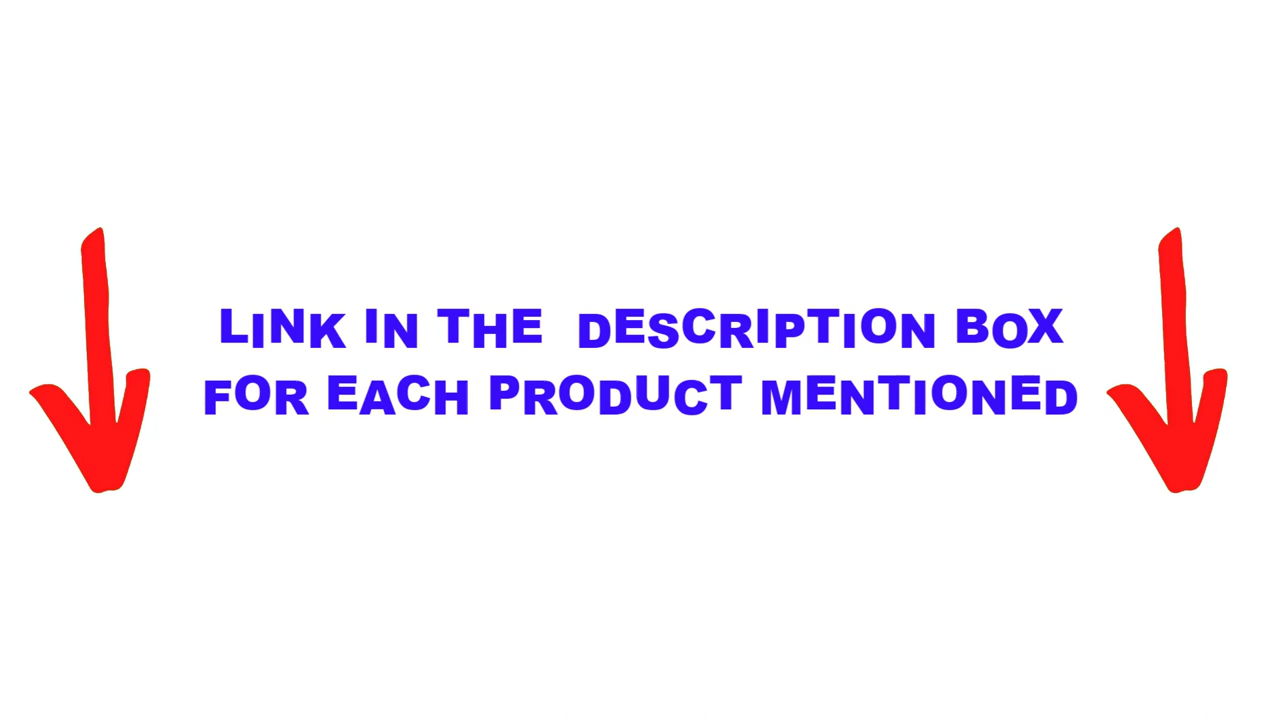 LINK IN THE DESCRIPTION BOX
FOR EACH PRODUCT MENTIONED